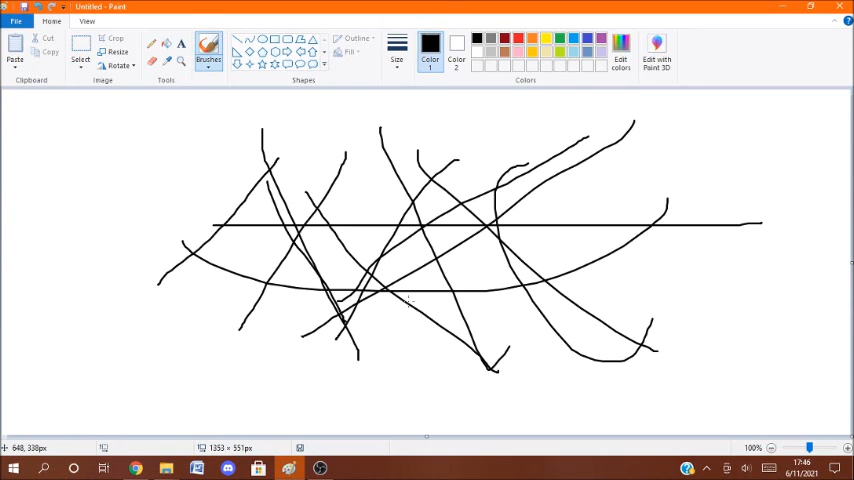 Untitled - Paint
File Home View
Paste
Cut
Copy
Clipboard
Select
Crop
Resize
Rotate
Image
A
Tools
Brushes
Outline
Fill
Shapes
Size
Color 1
Color 2
Colors
Edit colors
Edit with Paint 3D
648, 338px
1353 × 551px
100%
17:46
6/11/2021